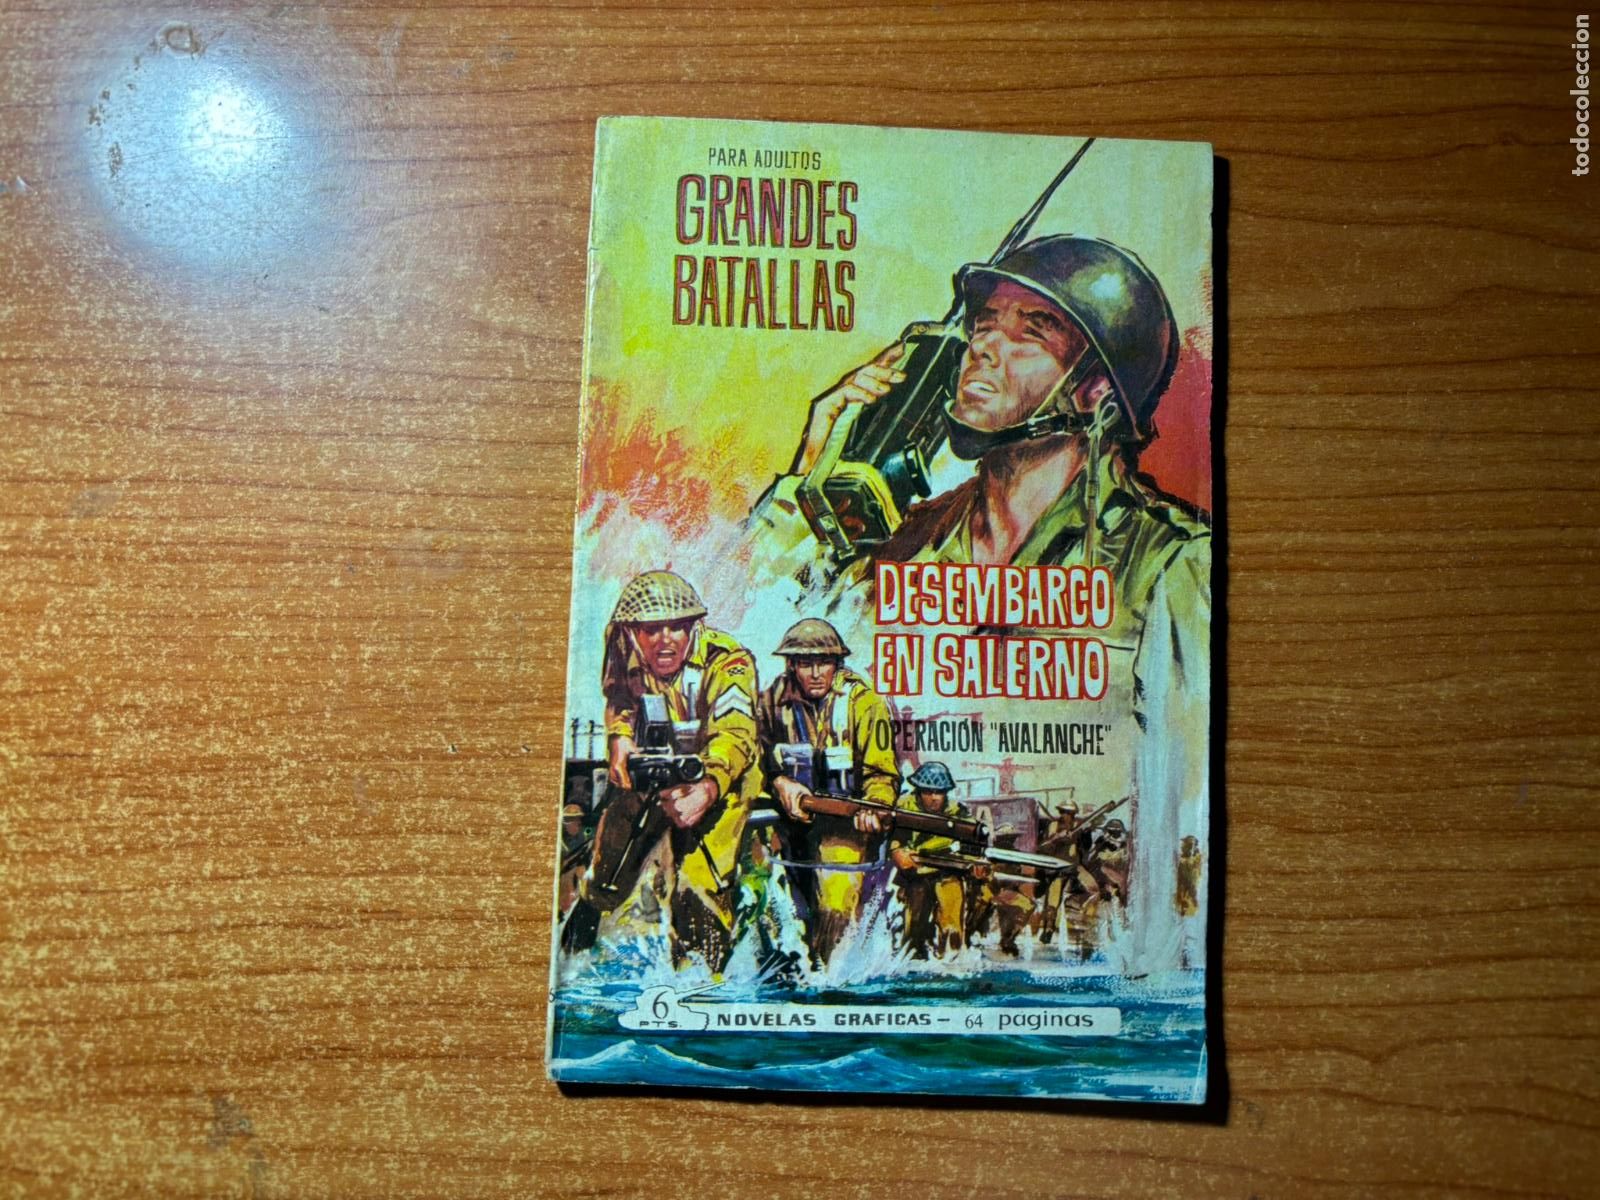 PARA ADULTOS
GRANDES
BATALLAS
DESEMBARCO
EN SALERNO
OPERACIÓN "AVALANCHE"
6
PTS.
NOVELAS GRAFICAS - 64 paginas
todocoleccion